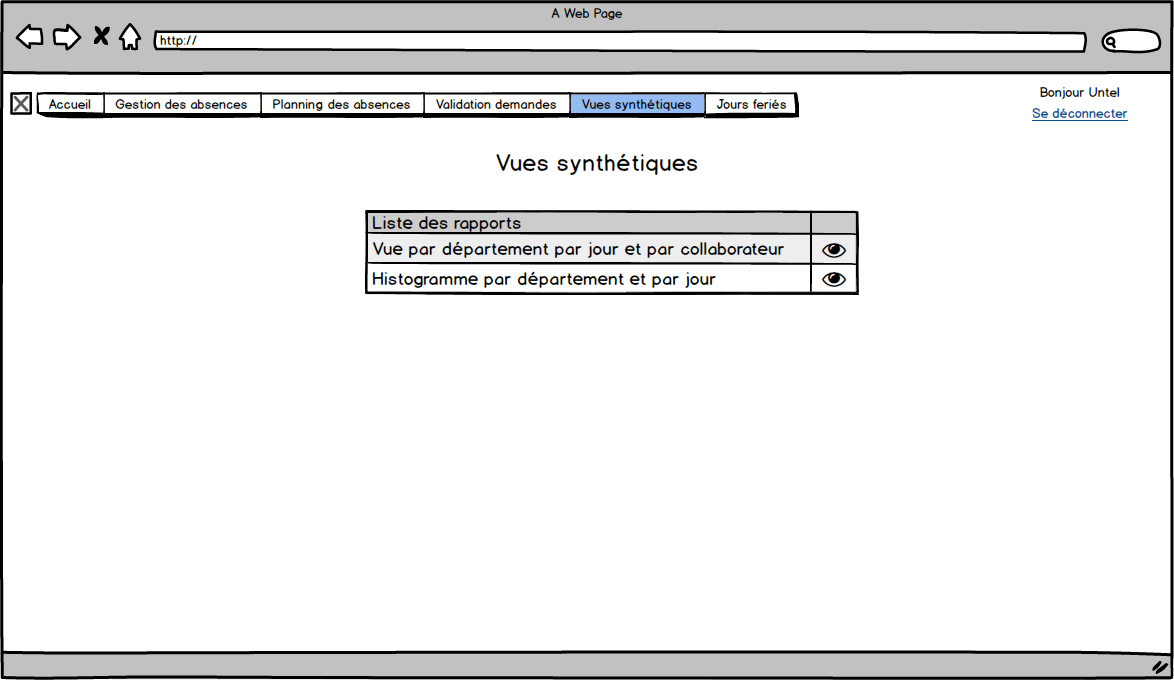 A Web Page
http://
Accueil Gestion des absences Planning des absences Validation demandes Vues synthétiques Jours feriés
Bonjour Untel
Se déconnecter
Vues synthétiques
Liste des rapports
Vue par département par jour et par collaborateur
Histogramme par département et par jour